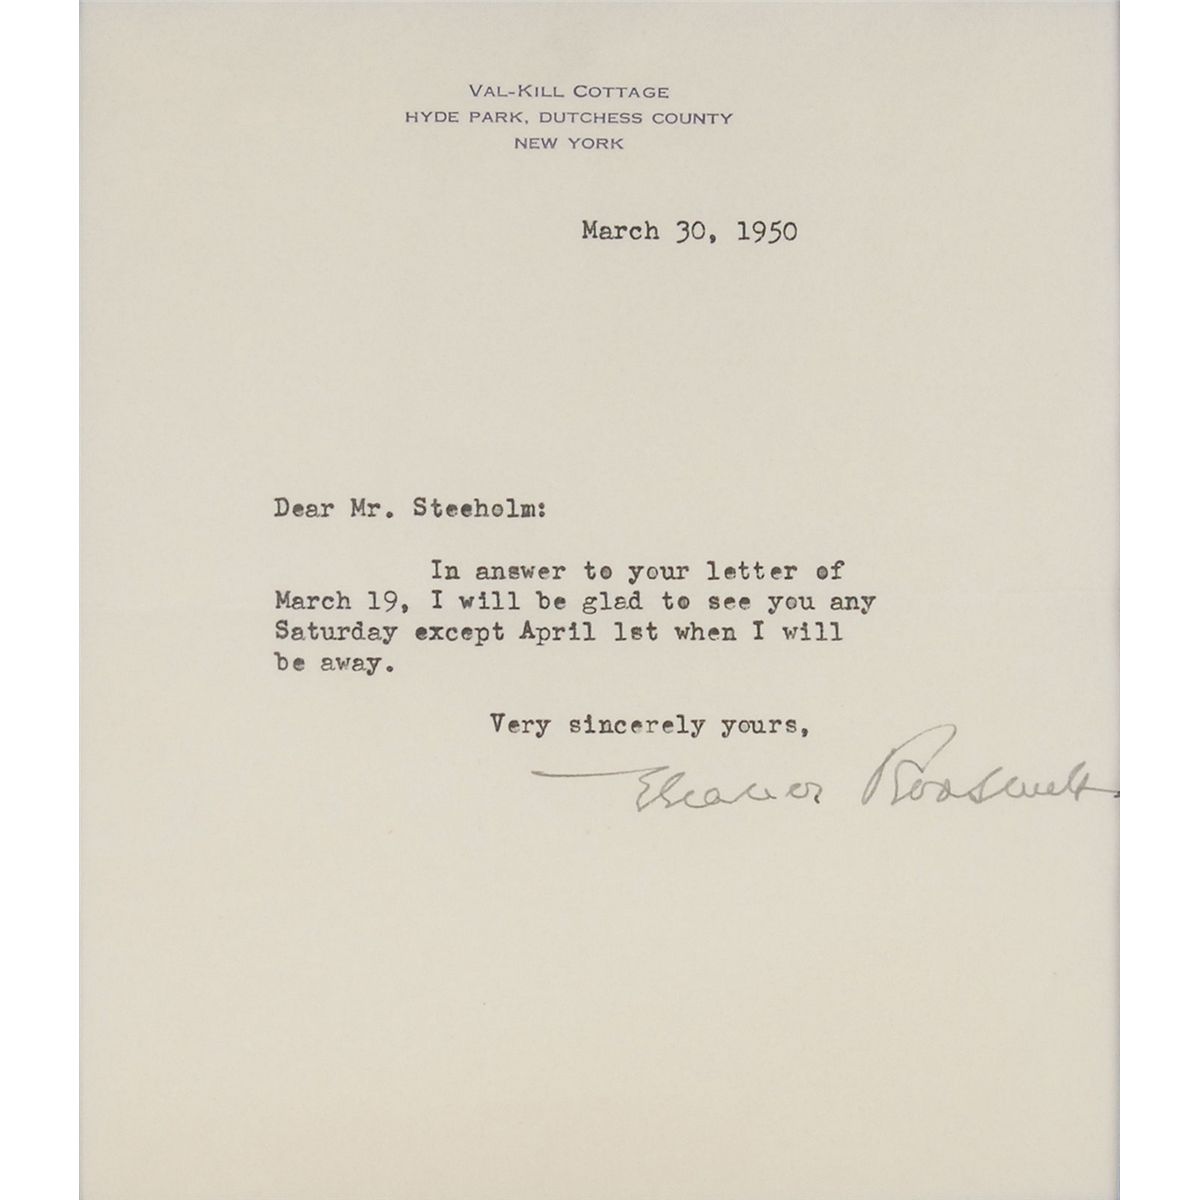 VAL-KILL COTTAGE
HYDE PARK, DUTCHESS COUNTY
NEW YORK
March 30, 1950
Dear Mr. Steeholm:
In answer to your letter of
March 19, I will be glad to see you any
Saturday except April 1st when I will
be away.
Very sincerely yours,
Eleanor Roosevelt